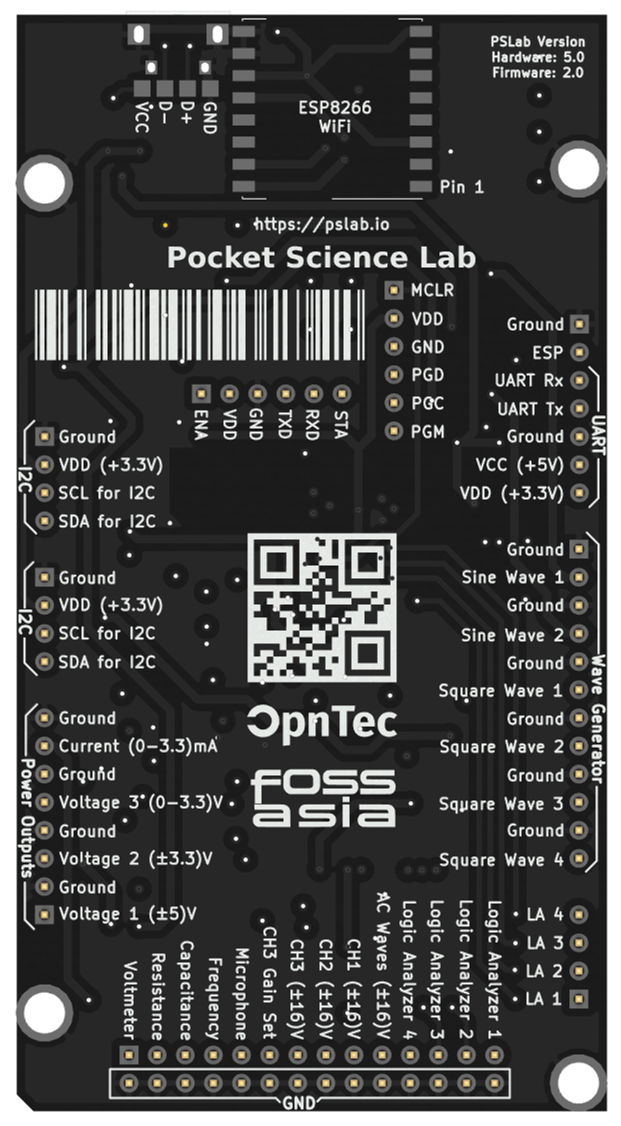 PSLab Version
Hardware: 5.0
Firmware: 2.0
ESP8266
WiFi
VCC
D-
D+
GND
Pin 1
https://pslab.io
Pocket Science Lab
MCLR
VDD
GND
PGD
PGC
PGM
ENA
VDD
GND
TXD
RXD
STA
Ground
ESP
UART Rx
UART Tx
Ground
VCC (+5V)
VDD (+3.3V)
UART
I2C
Ground
VDD (+3.3V)
SCL for I2C
SDA for I2C
I2C
Ground
VDD (+3.3V)
SCL for I2C
SDA for I2C
Ground
Sine Wave 1
Ground
Sine Wave 2
Ground
Square Wave 1
Ground
Square Wave 2
Ground
Square Wave 3
Ground
Square Wave 4
Wave Generator
OpnTec
FOSS
asia
Power Outputs
Ground
Current (0-3.3)mA
Ground
Voltage 3 (0-3.3)V
Ground
Voltage 2 (±3.3)V
Ground
Voltage 1 (±5)V
LA 4
LA 3
LA 2
LA 1
Voltmeter
Resistance
Capacitance
Frequency
Microphone
CH3 Gain Set
CH3 (±16)V
CH2 (±16)V
CH1 (±16)V
AC Waves (±16)V
Logic Analyzer 4
Logic Analyzer 3
Logic Analyzer 2
Logic Analyzer 1
GND